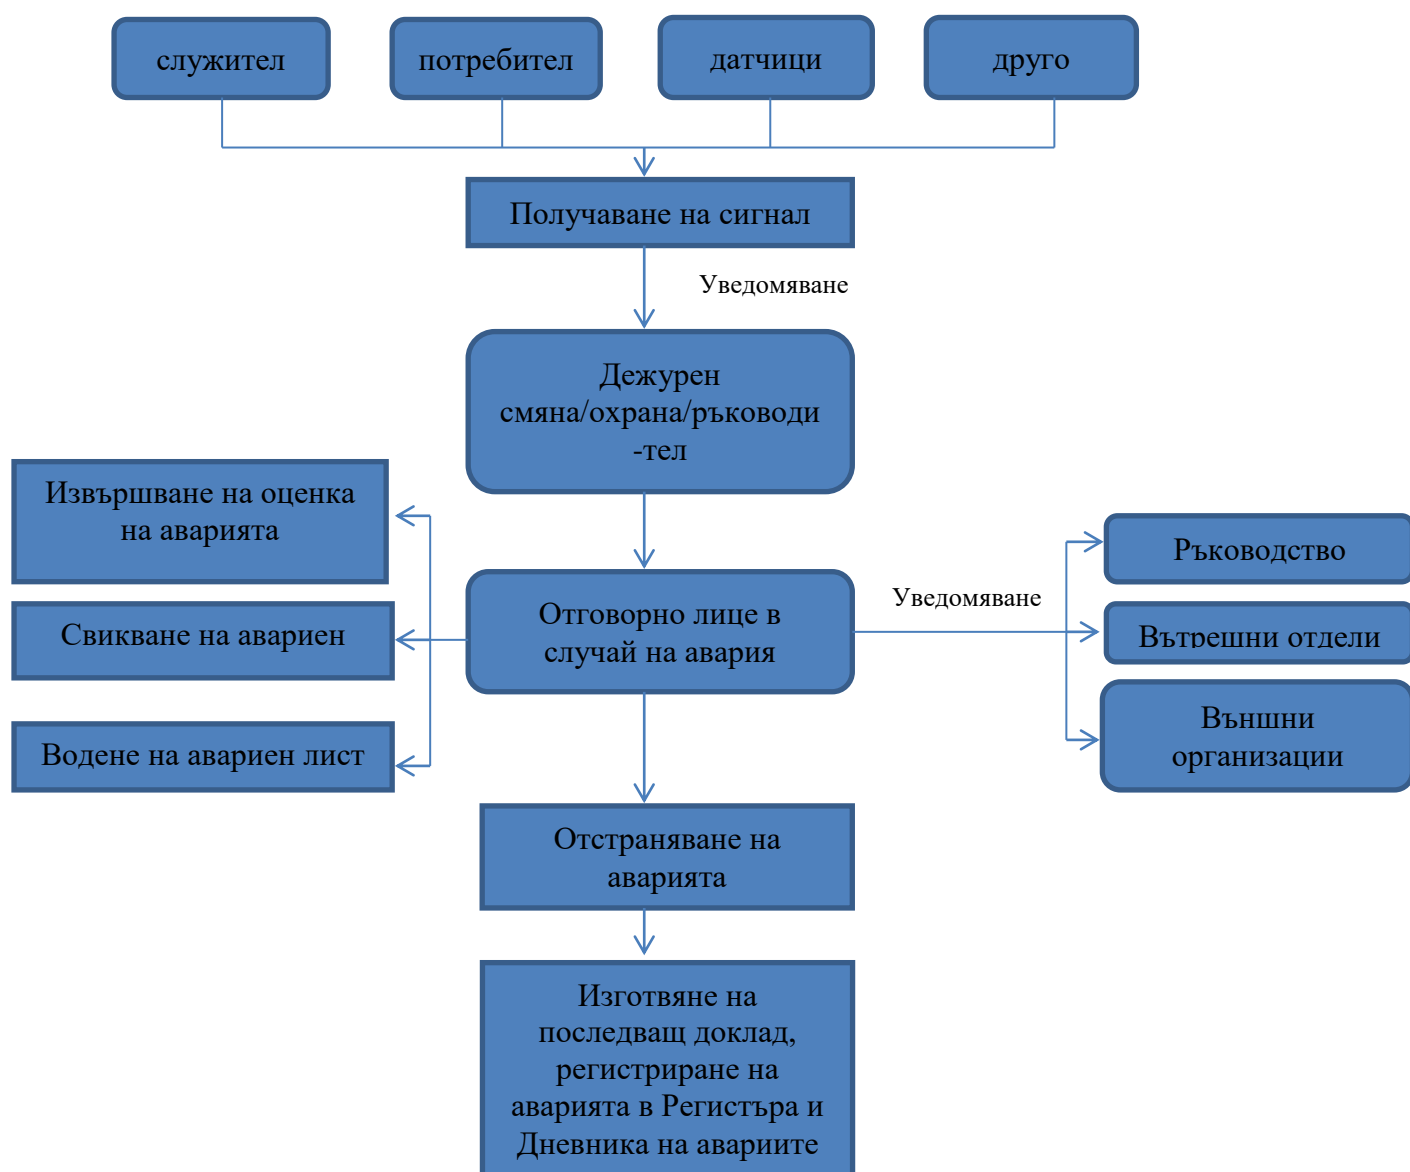 служител
потребител
датчици
друго
Получаване на сигнал
Уведомяване
Дежурен
смяна/охрана/ръководи
-тел
Извършване на оценка
на аварията
Свикване на авариен
Водене на авариен лист
Отговорно лице в
случай на авария
Уведомяване
Ръководство
Вътрешни отдели
Външни
организации
Отстраняване на
аварията
Изготвяне на
последващ доклад,
регистриране на
аварията в Регистъра и
Дневника на авариите